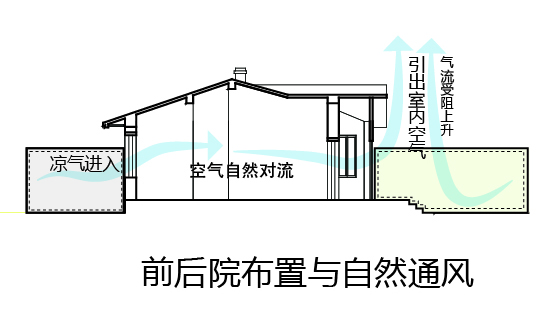 凉气进入
空气自然对流
引出室内空气
气流受阻上升
前后院布置与自然通风